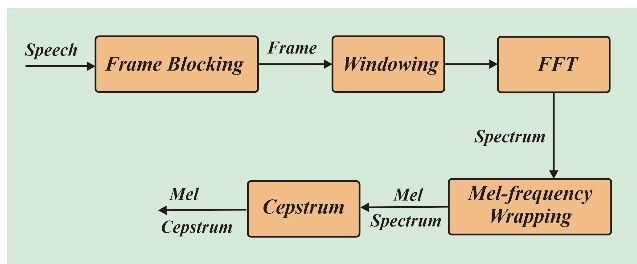 Speech
Frame Blocking
Frame
Windowing
FFT
Spectrum
Mel-frequency
Wrapping
Mel
Spectrum
Cepstrum
Mel
Cepstrum